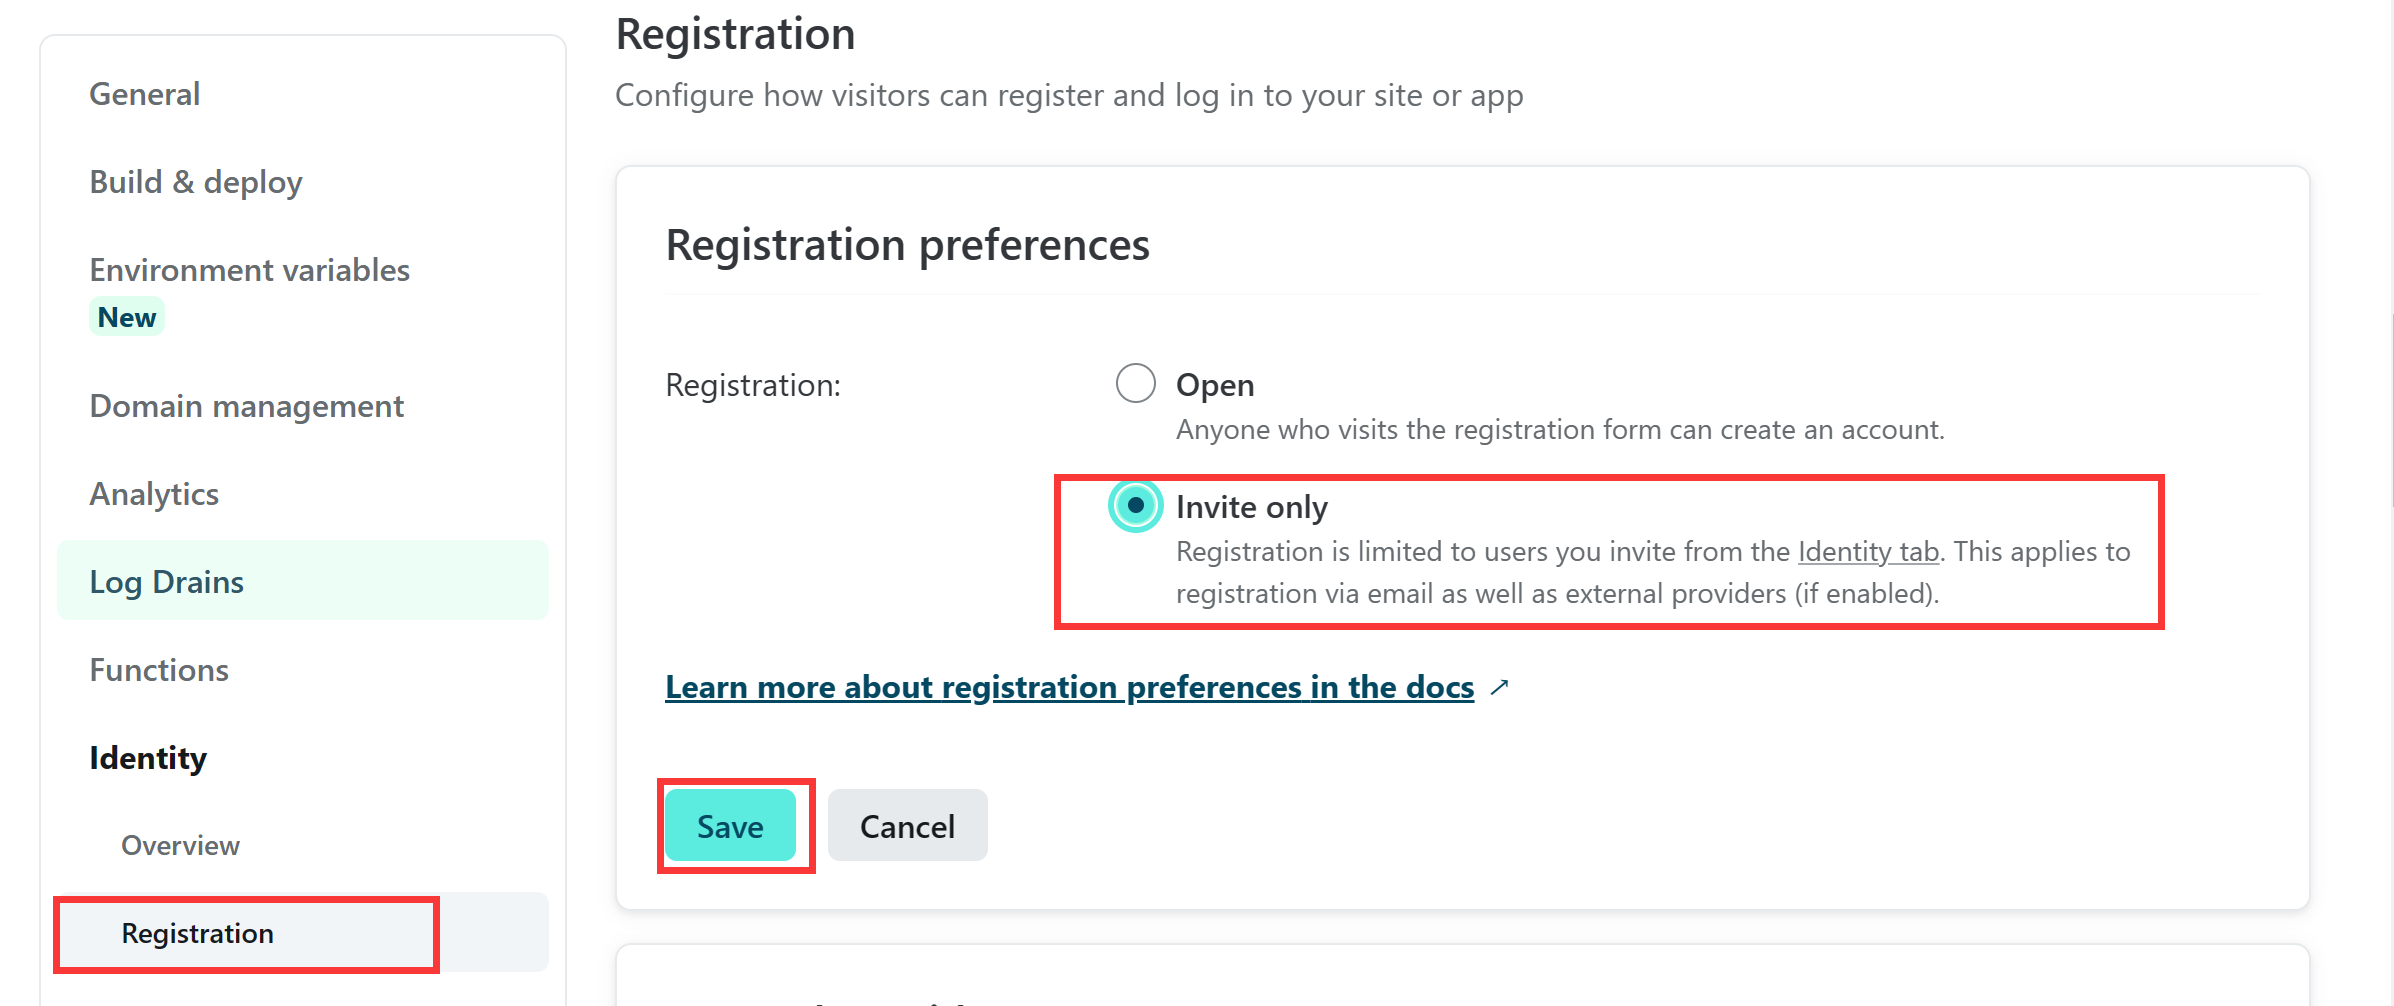 General
Build & deploy
Environment variables
New
Domain management
Analytics
Log Drains
Functions
Identity
Overview
Registration
Registration
Configure how visitors can register and log in to your site or app
Registration preferences
Registration:
Open
Anyone who visits the registration form can create an account.
Invite only
Registration is limited to users you invite from the Identity tab. This applies to
registration via email as well as external providers (if enabled).
Learn more about registration preferences in the docs ↗
Save
Cancel